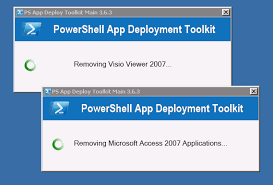 PS App Deploy Toolkit Main 3.6.3
PowerShell App Deployment Toolkit
Removing Visio Viewer 2007...
PS App Deploy Toolkit Main 3.6.3
PowerShell App Deployment Toolkit
Removing Microsoft Access 2007 Applications...